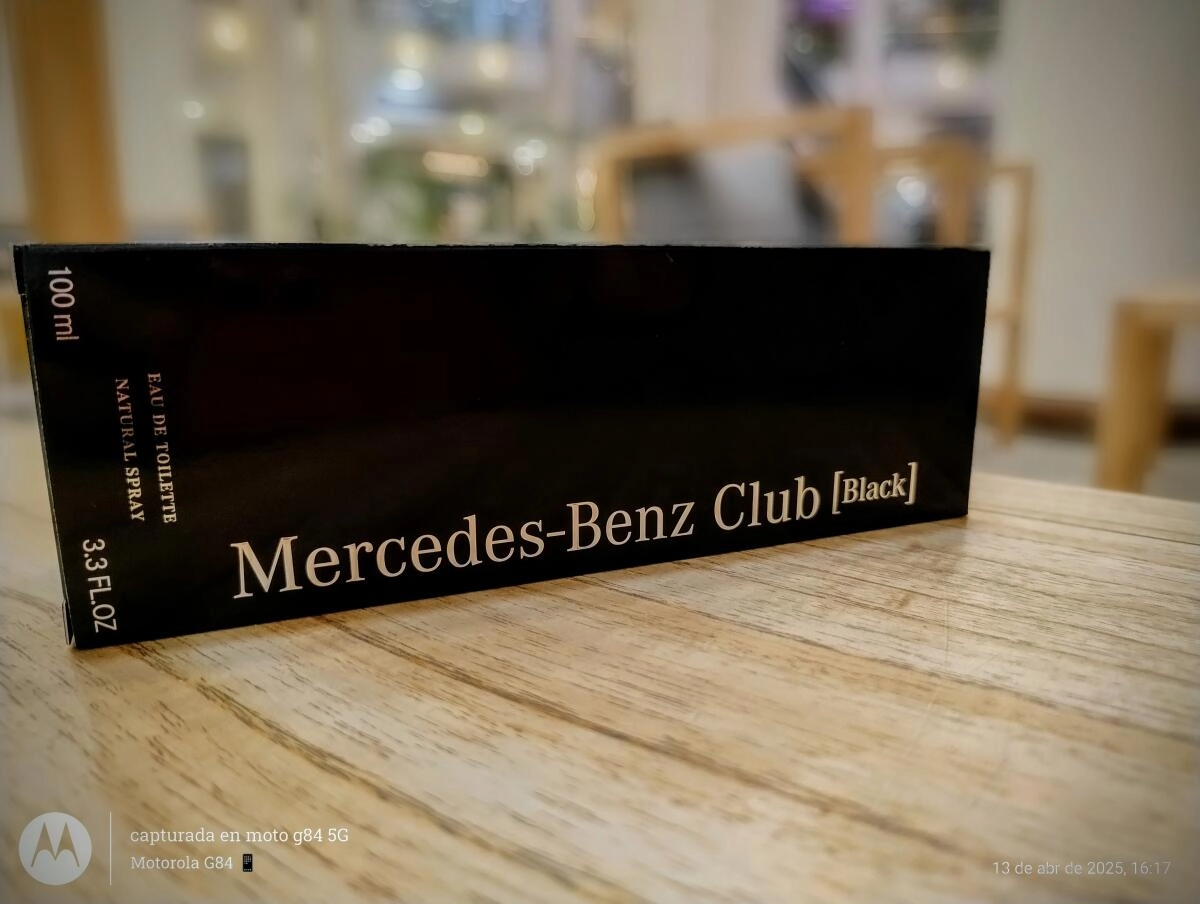 100 ml
EAU DE TOILETTE
NATURAL SPRAY
3.3 FL.OZ
Mercedes-Benz Club [Black]
capturada en moto g84 5G
Motorola G84 📱
13 de abr de 2025, 16:17